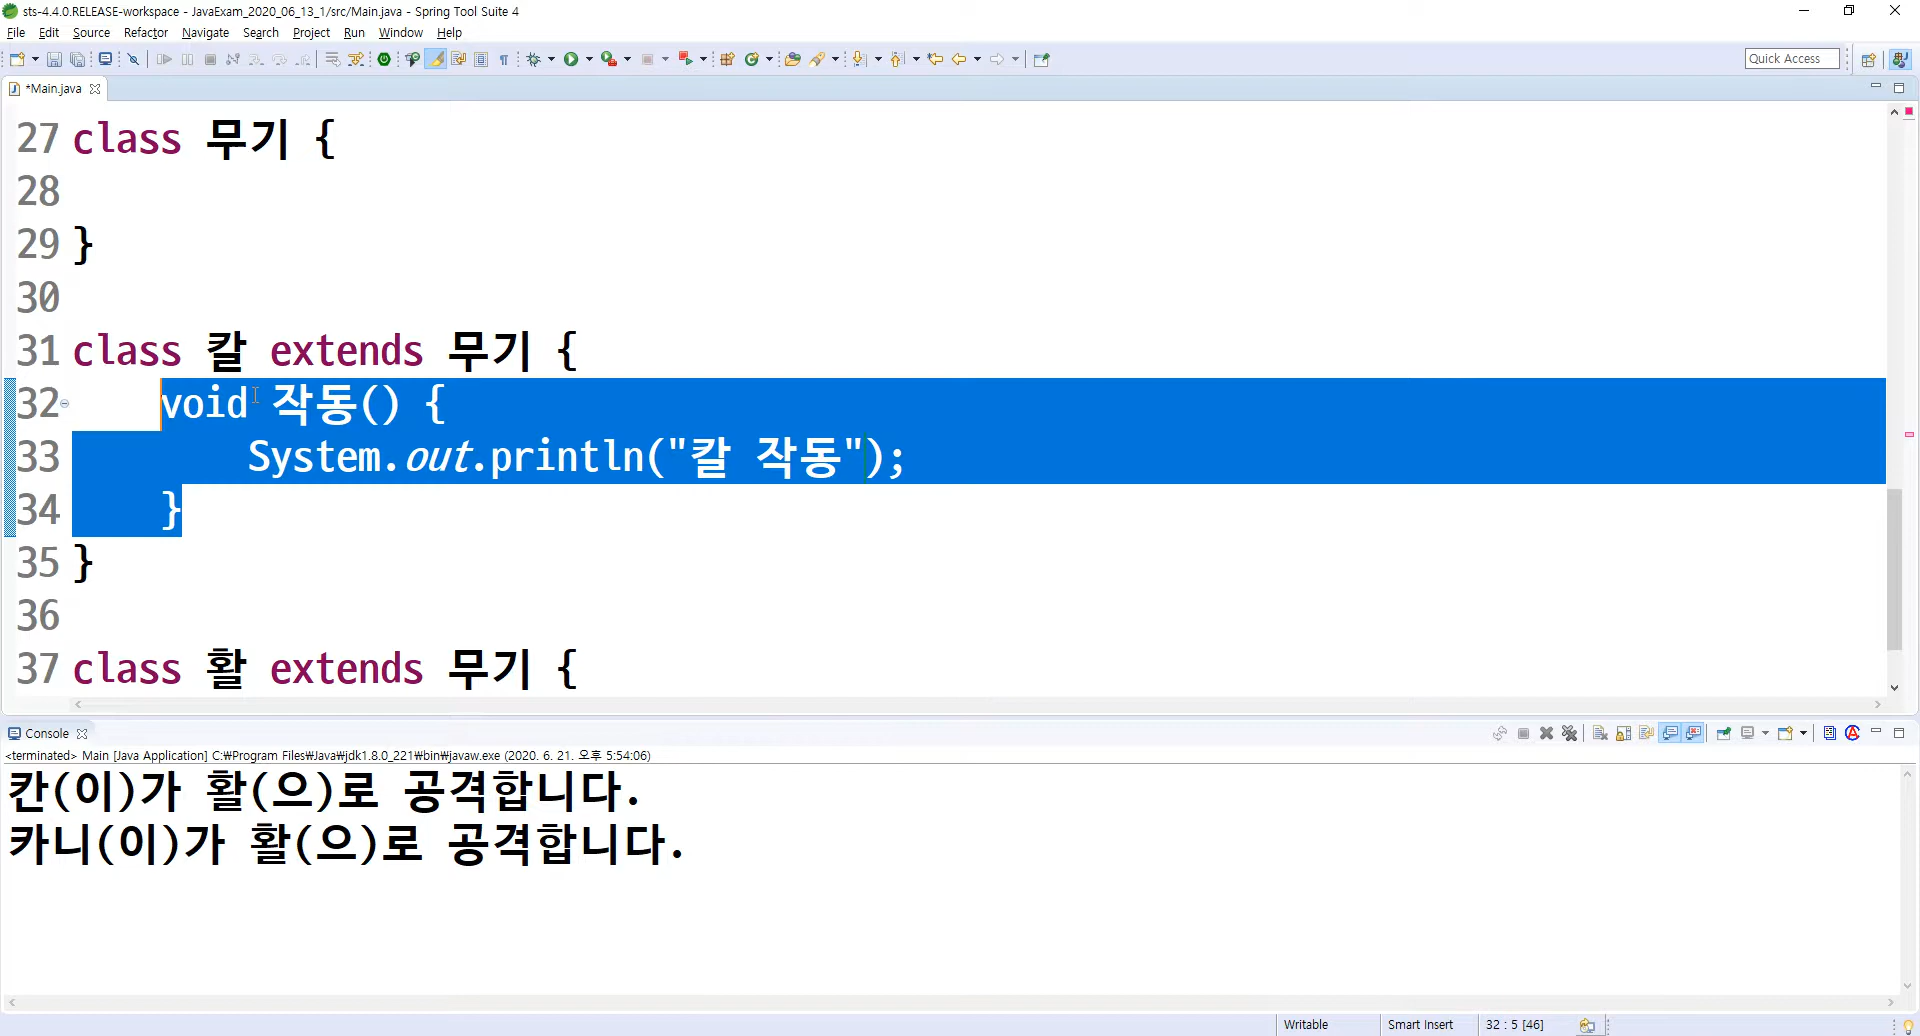 sts-4.4.0.RELEASE-workspace - JavaExam_2020_06_13_1/src/Main.java - Spring Tool Suite 4
File Edit Source Refactor Navigate Search Project Run Window Help
Quick Access
*Main.java
27 class 무기 {
28
29 }
30
31 class 칼 extends 무기 {
32 void 작동() {
33 System.out.println("칼 작동");
34 }
35 }
36
37 class 활 extends 무기 {
Console
<terminated> Main [Java Application] C:₩Program Files₩Java₩jdk1.8.0_221₩bin₩javaw.exe (2020. 6. 21. 오후 5:54:06)
칸(이)가 활(으)로 공격합니다.
카니(이)가 활(으)로 공격합니다.
Writable Smart Insert 32 : 5 [46]